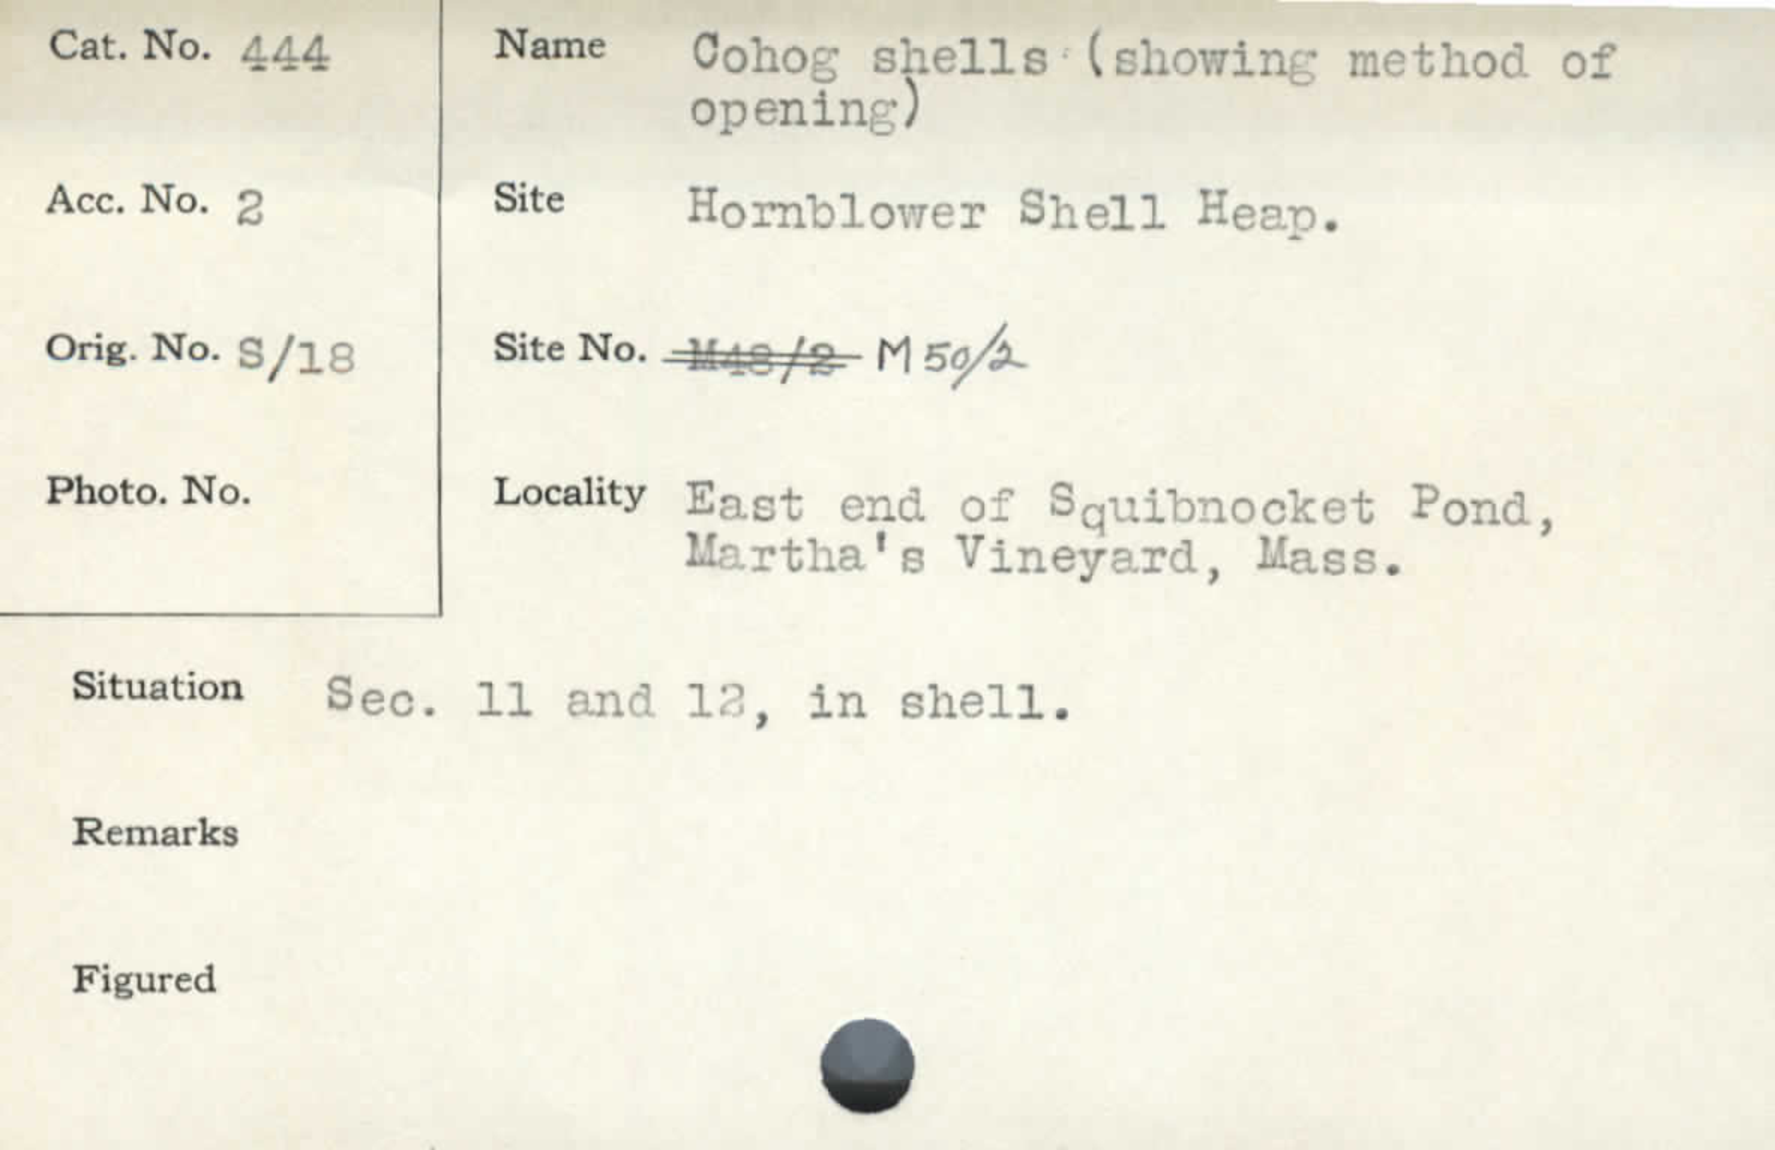 Cat. No. 444
Name Cohog shells (showing method of
opening)
Acc. No. 2
Site Hornblower Shell Heap.
Orig. No. S/18
Site No. M48/2 M50/2
Photo. No.
Locality East end of Squibnocket Pond,
Martha's Vineyard, Mass.
Situation Sec. 11 and 12, in shell.
Remarks
Figured